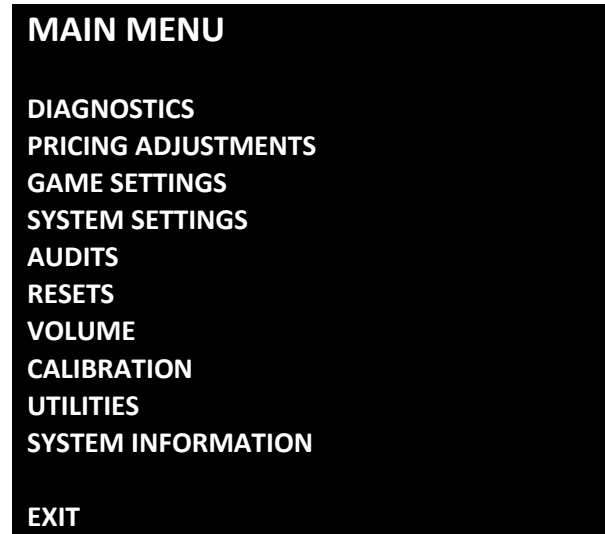 MAIN MENU
DIAGNOSTICS
PRICING ADJUSTMENTS
GAME SETTINGS
SYSTEM SETTINGS
AUDITS
RESETS
VOLUME
CALIBRATION
UTILITIES
SYSTEM INFORMATION
EXIT